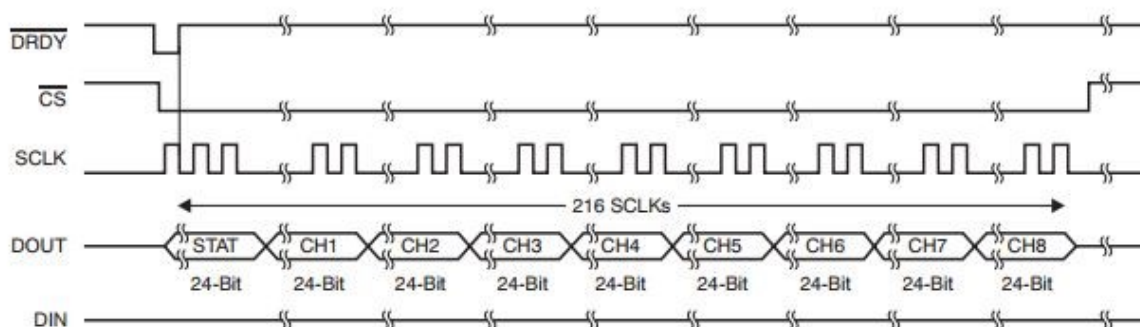 DRDY
CS
SCLK
216 SCLKs
DOUT STAT CH1 CH2 CH3 CH4 CH5 CH6 CH7 CH8
24-Bit 24-Bit 24-Bit 24-Bit 24-Bit 24-Bit 24-Bit 24-Bit 24-Bit
DIN